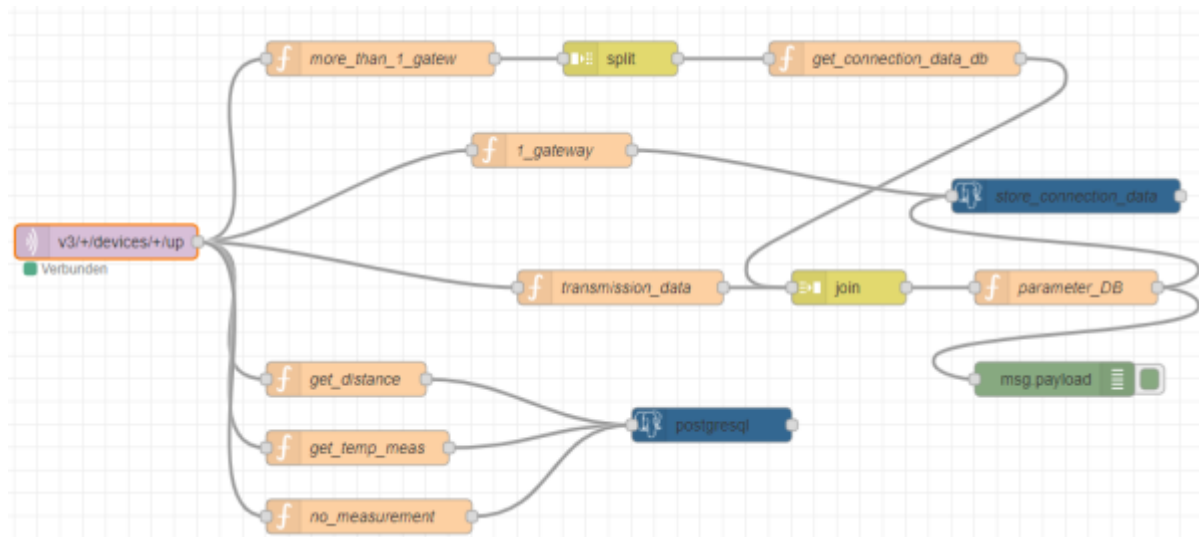 more_than_1_gatew
split
get_connection_data_db
1_gateway
store_connection_data
v3/+/devices/+/up
Verbunden
transmission_data
join
parameter_DB
get_distance
msg.payload
postgresql
get_temp_meas
no_measurement